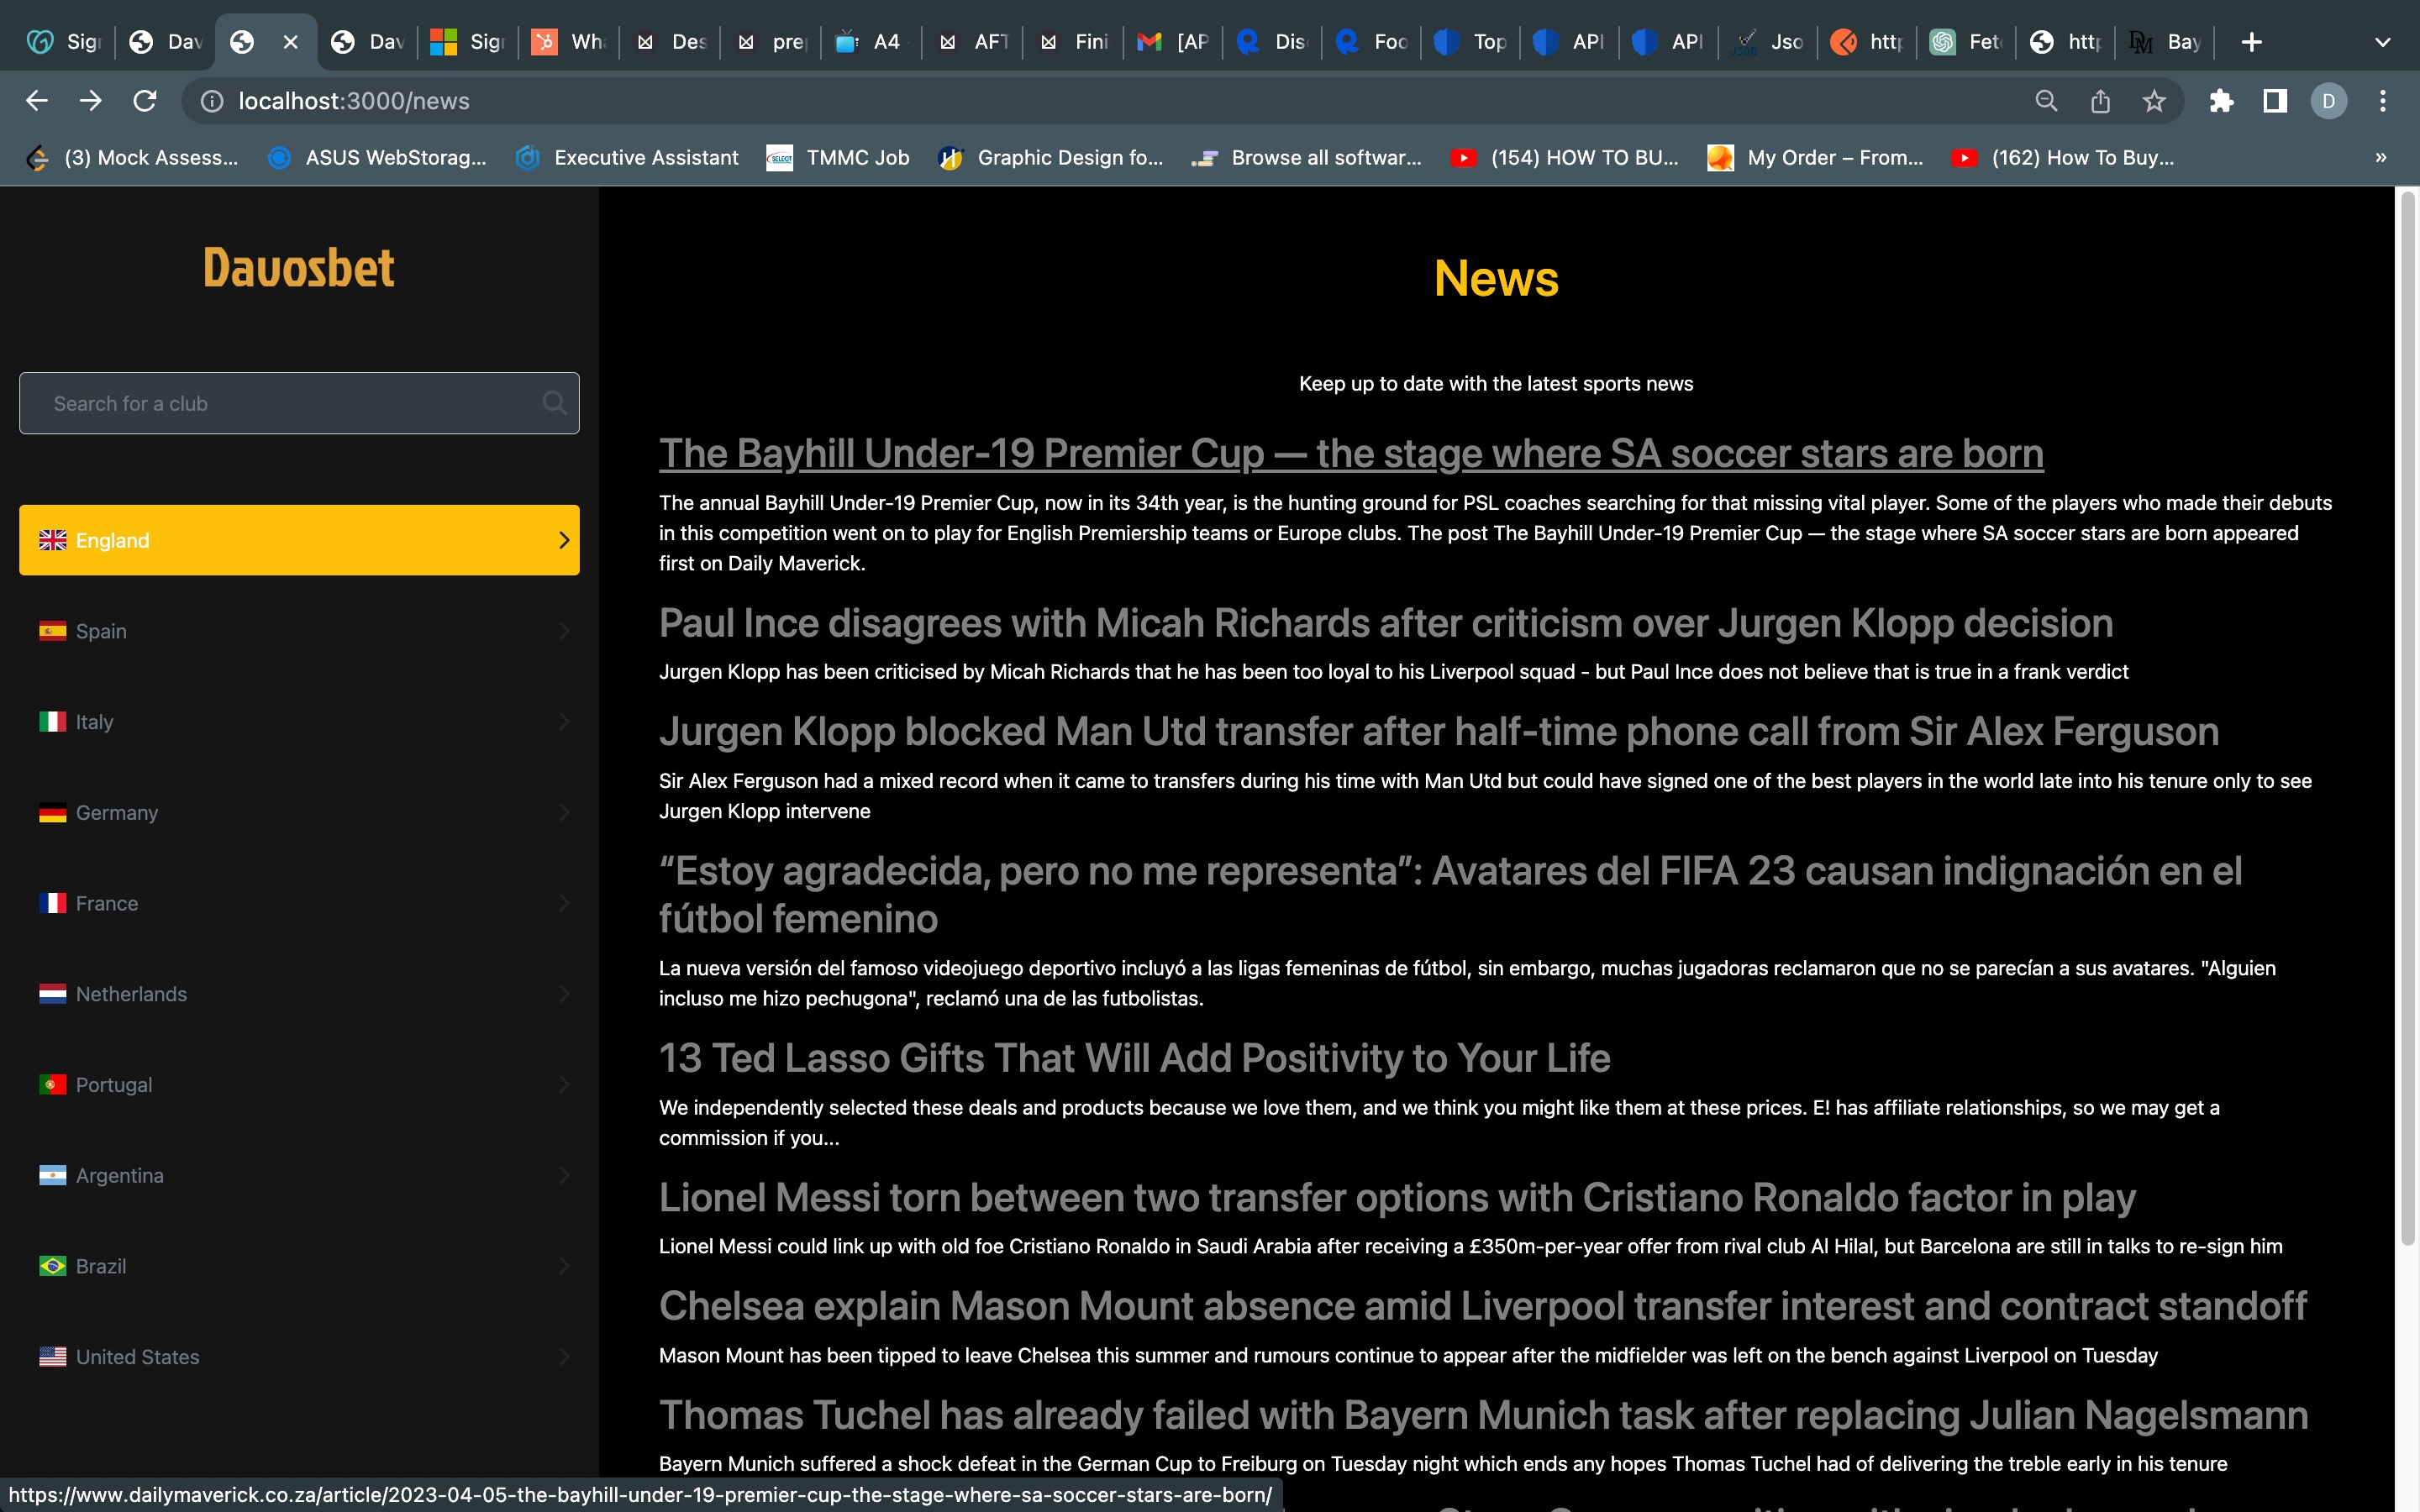 Sign
Dav
Dav
Sign
Wha
Des
pre
A4
AFT
Fini
[AP
Dis
Foo
Top
API
API
Jso
http
Fet
http
Bay
localhost:3000/news
D
(3) Mock Assess...
ASUS WebStorag...
Executive Assistant
TMMC Job
Graphic Design fo...
Browse all softwar...
(154) HOW TO BU...
My Order – From...
(162) How To Buy...
»
Davosbet
Search for a club
England
Spain
Italy
Germany
France
Netherlands
Portugal
Argentina
Brazil
United States
News
Keep up to date with the latest sports news
The Bayhill Under-19 Premier Cup — the stage where SA soccer stars are born
The annual Bayhill Under-19 Premier Cup, now in its 34th year, is the hunting ground for PSL coaches searching for that missing vital player. Some of the players who made their debuts
in this competition went on to play for English Premiership teams or Europe clubs. The post The Bayhill Under-19 Premier Cup — the stage where SA soccer stars are born appeared
first on Daily Maverick.
Paul Ince disagrees with Micah Richards after criticism over Jurgen Klopp decision
Jurgen Klopp has been criticised by Micah Richards that he has been too loyal to his Liverpool squad - but Paul Ince does not believe that is true in a frank verdict
Jurgen Klopp blocked Man Utd transfer after half-time phone call from Sir Alex Ferguson
Sir Alex Ferguson had a mixed record when it came to transfers during his time with Man Utd but could have signed one of the best players in the world late into his tenure only to see
Jurgen Klopp intervene
“Estoy agradecida, pero no me representa”: Avatares del FIFA 23 causan indignación en el
fútbol femenino
La nueva versión del famoso videojuego deportivo incluyó a las ligas femeninas de fútbol, sin embargo, muchas jugadoras reclamaron que no se parecían a sus avatares. "Alguien
incluso me hizo pechugona", reclamó una de las futbolistas.
13 Ted Lasso Gifts That Will Add Positivity to Your Life
We independently selected these deals and products because we love them, and we think you might like them at these prices. E! has affiliate relationships, so we may get a
commission if you...
Lionel Messi torn between two transfer options with Cristiano Ronaldo factor in play
Lionel Messi could link up with old foe Cristiano Ronaldo in Saudi Arabia after receiving a £350m-per-year offer from rival club Al Hilal, but Barcelona are still in talks to re-sign him
Chelsea explain Mason Mount absence amid Liverpool transfer interest and contract standoff
Mason Mount has been tipped to leave Chelsea this summer and rumours continue to appear after the midfielder was left on the bench against Liverpool on Tuesday
Thomas Tuchel has already failed with Bayern Munich task after replacing Julian Nagelsmann
Bayern Munich suffered a shock defeat in the German Cup to Freiburg on Tuesday night which ends any hopes Thomas Tuchel had of delivering the treble early in his tenure
https://www.dailymaverick.co.za/article/2023-04-05-the-bayhill-under-19-premier-cup-the-stage-where-sa-soccer-stars-are-born/